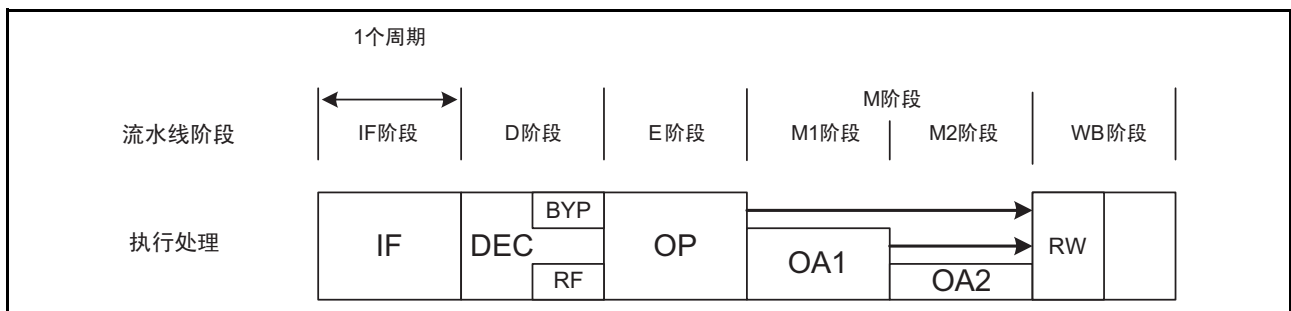 1个周期
M阶段
流水线阶段 IF阶段 D阶段 E阶段 M1阶段 M2阶段 WB阶段
执行处理 IF DEC BYP RF OP OA1 OA2 RW